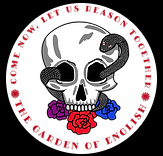 COME NOW, LET US REASON TOGETHER
THE GARDEN OF ENGLISH